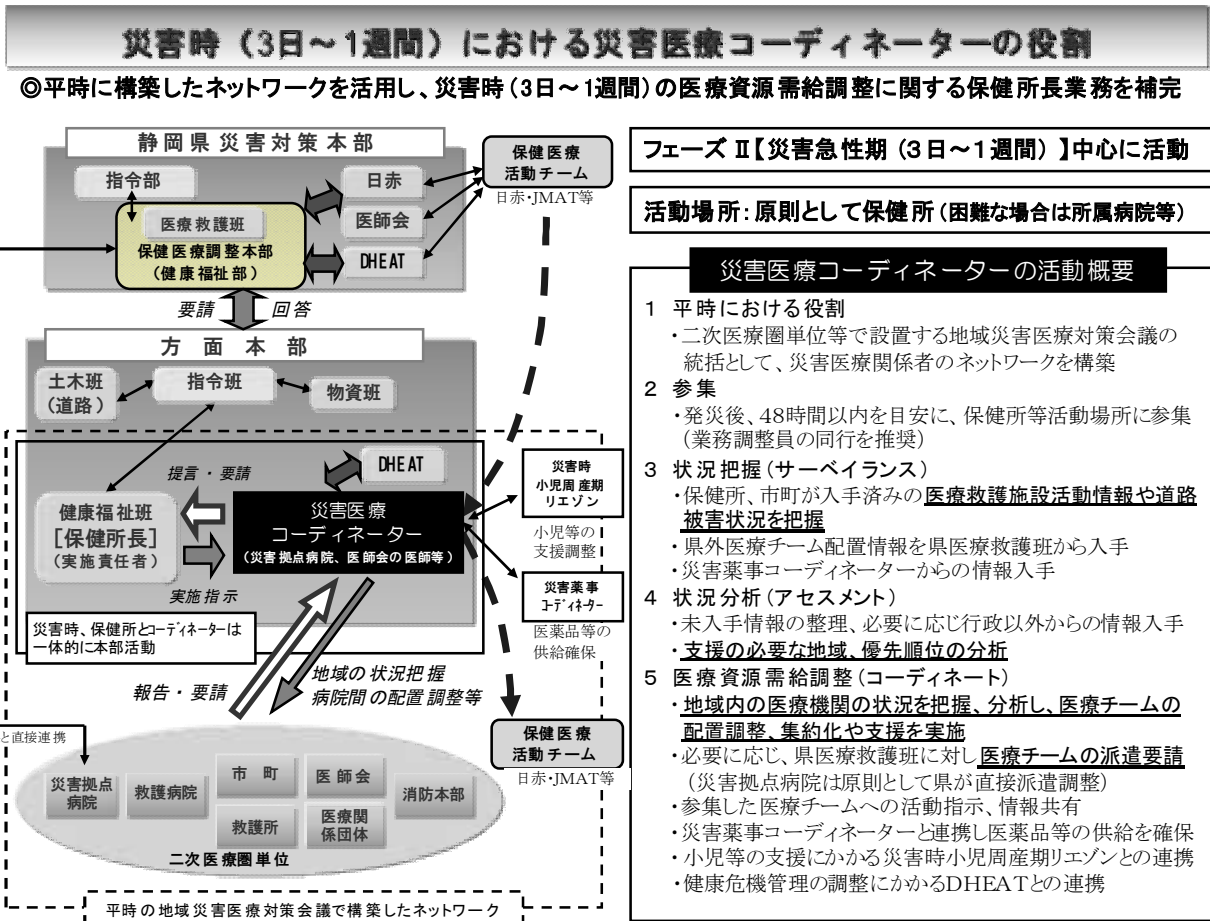 災害時（3日～1週間）における災害医療コーディネーターの役割
◎平時に構築したネットワークを活用し、災害時（3日～1週間）の医療資源需給調整に関する保健所長業務を補完
静岡県災害対策本部
指令部
医療救護班
保健医療調整本部
（健康福祉部）
日赤
医師会
DHEAT
保健医療
活動チーム
日赤・JMAT等
要請
回答
方面本部
土木班
（道路）
指令班
物資班
DHEAT
提言・要請
健康福祉班
［保健所長］
（実施責任者）
災害医療
コーディネーター
（災害拠点病院、医師会の医師等）
実施指示
災害時
小児周産期
リエゾン
小児等の
支援調整
災害薬事
ｺｰﾃﾞｨﾈｰﾀｰ
医薬品等の
供給確保
災害時、保健所とｺｰﾃﾞｨﾈｰﾀｰは
一体的に本部活動
報告・要請
地域の状況把握
病院間の配置調整等
と直接連携
保健医療
活動チーム
日赤・JMAT等
災害拠点
病院
救護病院
市町
医師会
消防本部
救護所
医療関
係団体
二次医療圏単位
平時の地域災害医療対策会議で構築したネットワーク
フェーズⅡ【災害急性期（3日～1週間）】中心に活動
活動場所：原則として保健所（困難な場合は所属病院等）
災害医療コーディネーターの活動概要
1 平時における役割
・二次医療圏単位等で設置する地域災害医療対策会議の
統括として、災害医療関係者のネットワークを構築
2 参集
・発災後、48時間以内を目安に、保健所等活動場所に参集
（業務調整員の同行を推奨）
3 状況把握（サーベイランス）
・保健所、市町が入手済みの医療救護施設活動情報や道路
被害状況を把握
・県外医療チーム配置情報を県医療救護班から入手
・災害薬事コーディネーターからの情報入手
4 状況分析（アセスメント）
・未入手情報の整理、必要に応じ行政以外からの情報入手
・支援の必要な地域、優先順位の分析
5 医療資源需給調整（コーディネート）
・地域内の医療機関の状況を把握、分析し、医療チームの
配置調整、集約化や支援を実施
・必要に応じ、県医療救護班に対し医療チームの派遣要請
（災害拠点病院は原則として県が直接派遣調整）
・参集した医療チームへの活動指示、情報共有
・災害薬事コーディネーターと連携し医薬品等の供給を確保
・小児等の支援にかかる災害時小児周産期リエゾンとの連携
・健康危機管理の調整にかかるDHEATとの連携